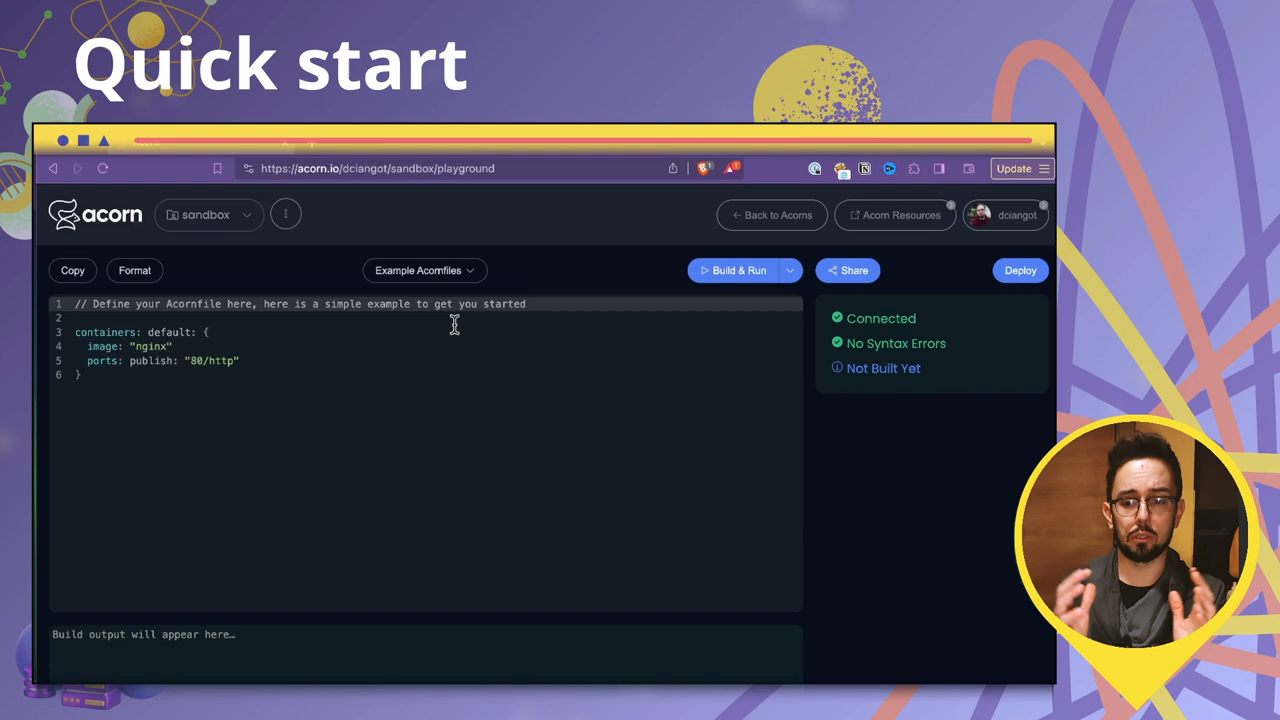 Quick start
https://acorn.io/dciangot/sandbox/playground
Update
acorn
sandbox
← Back to Acorns
Acorn Resources
dciangot
Copy
Format
Example Acornfiles
Build & Run
Share
Deploy
1 // Define your Acornfile here, here is a simple example to get you started
2
3 containers: default: {
4 image: "nginx"
5 ports: publish: "80/http"
6 }
Connected
No Syntax Errors
Not Built Yet
Build output will appear here…